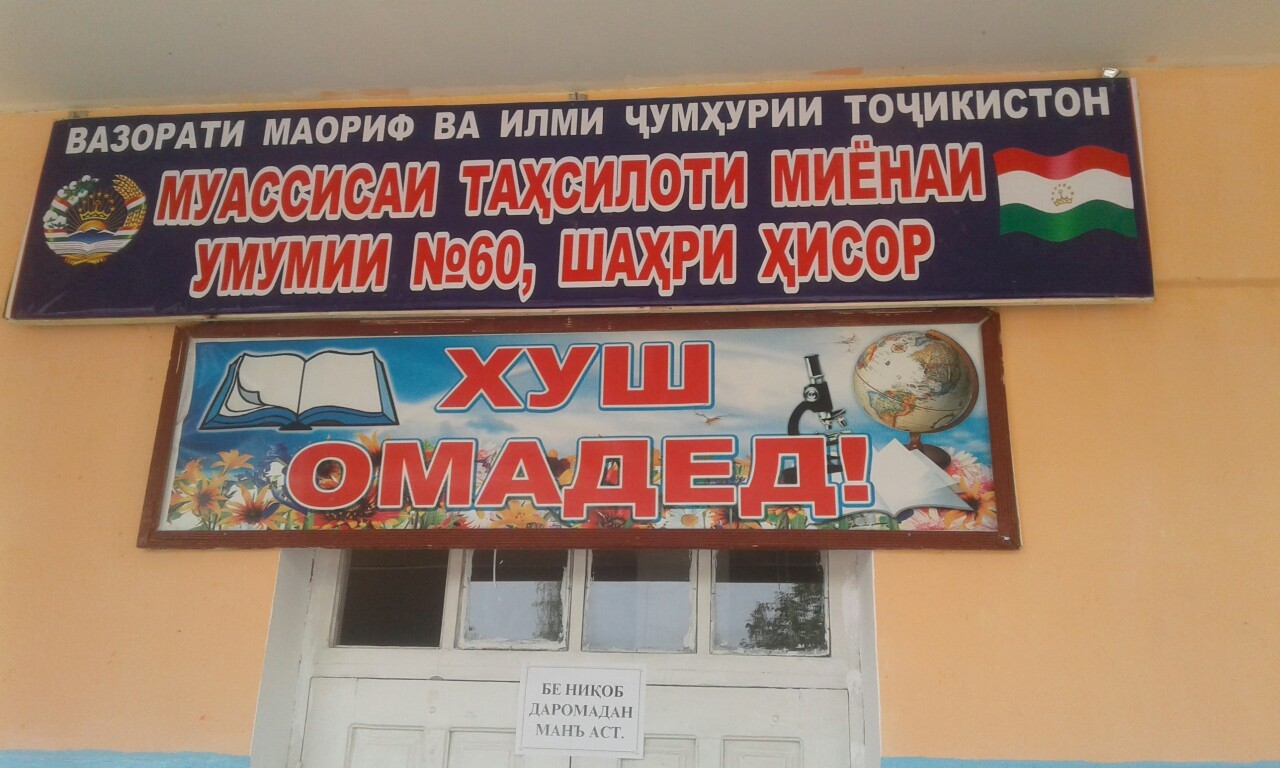 ВАЗОРАТИ МАОРИФ ВА ИЛМИ ҶУМҲУРИИ ТОҶИКИСТОН
МУАССИСАИ ТАҲСИЛОТИ МИЁНАИ
УМУМИИ №60, ШАҲРИ ҲИСОР
ХУШ
ОМАДЕД!
БЕ НИҚОБ
ДАРОМАДАН
МАНЪ АСТ.